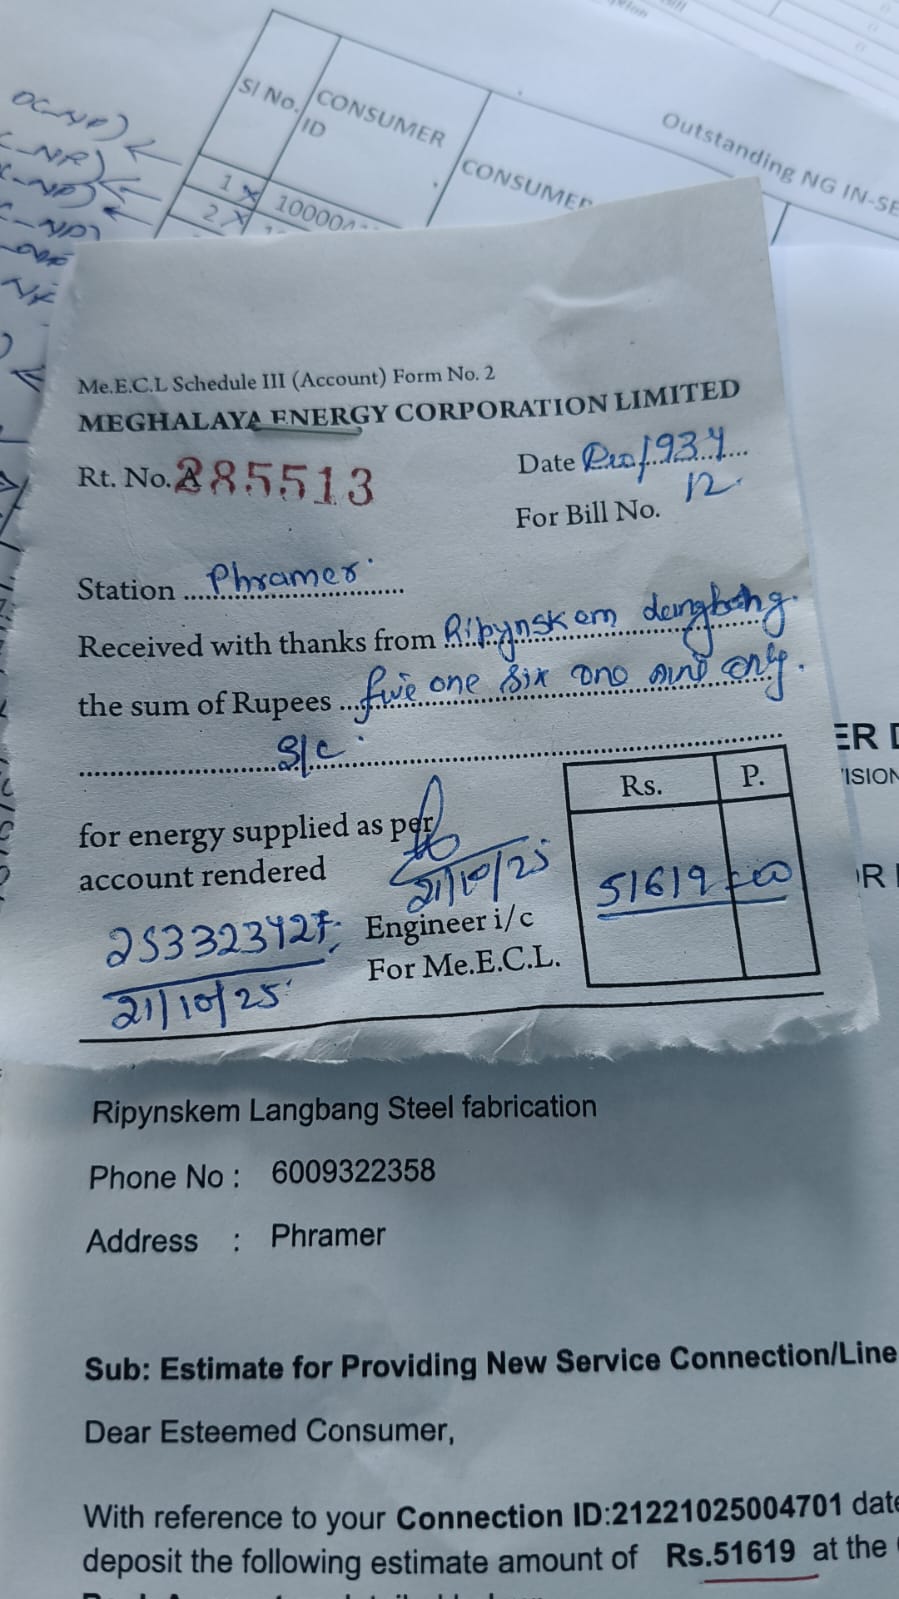 Sl No.
CONSUMER
ID
CONSUMER
Outstanding NG IN-SE
1 x
2 x
10000
Me.E.C.L Schedule III (Account) Form No. 2
MEGHALAYA ENERGY CORPORATION LIMITED
Rt. No. A 285513
Date
For Bill No. 12.
Station Phramer
Received with thanks from Ripynskem
the sum of Rupees five one six one and only.
S/c
Rs. P.
for energy supplied as per
account rendered
21/10/25
51619 = 00
253323427
Engineer i/c
For Me.E.C.L.
21/10/25
ER D
ISION
OR
Ripynskem Langbang Steel fabrication
Phone No : 6009322358
Address : Phramer
Sub: Estimate for Providing New Service Connection/Line
Dear Esteemed Consumer,
With reference to your Connection ID:21221025004701 date
deposit the following estimate amount of Rs.51619 at the